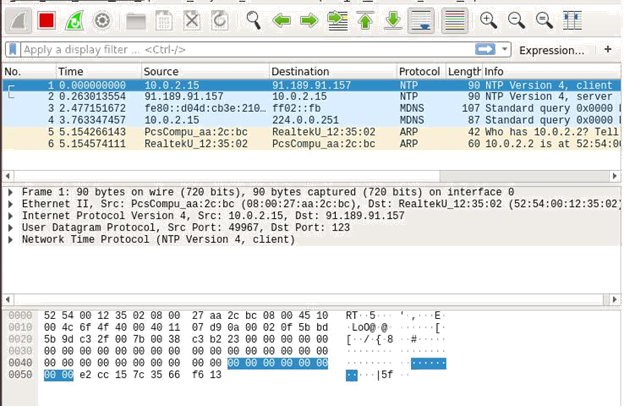 Apply a display filter ... <Ctrl-/>
Expression...
+
No. Time Source Destination Protocol Length Info
1 0.000000000 10.0.2.15 91.189.91.157 NTP 90 NTP Version 4, client
2 0.263013554 91.189.91.157 10.0.2.15 NTP 90 NTP Version 4, server
3 2.477151672 fe80::d04d:cb3e:210… ff02::fb MDNS 107 Standard query 0x0000
4 3.763347457 10.0.2.15 224.0.0.251 MDNS 87 Standard query 0x0000
5 5.154266143 PcsCompu_aa:2c:bc RealtekU_12:35:02 ARP 42 Who has 10.0.2.2? Tell
6 5.154574111 RealtekU_12:35:02 PcsCompu_aa:2c:bc ARP 60 10.0.2.2 is at 52:54:0
Frame 1: 90 bytes on wire (720 bits), 90 bytes captured (720 bits) on interface 0
Ethernet II, Src: PcsCompu_aa:2c:bc (08:00:27:aa:2c:bc), Dst: RealtekU_12:35:02 (52:54:00:12:35:02)
Internet Protocol Version 4, Src: 10.0.2.15, Dst: 91.189.91.157
User Datagram Protocol, Src Port: 49967, Dst Port: 123
Network Time Protocol (NTP Version 4, client)
0000 52 54 00 12 35 02 08 00 27 aa 2c bc 08 00 45 10 RT··5···'·,···E·
0010 00 4c 6f 4f 40 00 40 11 07 d9 0a 00 02 0f 5b bd ·LoO@·@·······[·
0020 5b 9d c3 2f 00 7b 00 38 c3 b2 23 00 00 00 00 00 [··/·{·8··#·····
0030 00 00 00 00 00 00 00 00 00 00 00 00 00 00 00 00 ················
0040 00 00 00 00 00 00 00 00 00 00 00 00 00 00 00 00 ················
0050 00 00 e2 cc 15 7c 35 66 f6 13 ·····|5f··